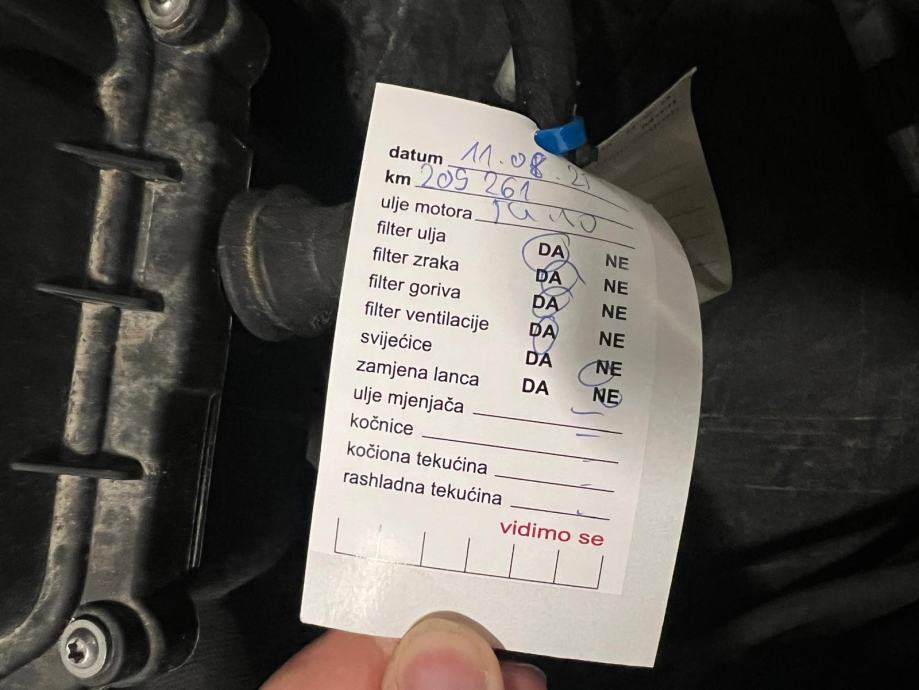 datum 11.08.21
km 209 261
ulje motora
filter ulja DA NE
filter zraka DA NE
filter goriva DA NE
filter ventilacije DA NE
svijećice DA NE
zamjena lanca DA NE
ulje mjenjača
kočnice
kočiona tekućina
rashladna tekućina
vidimo se